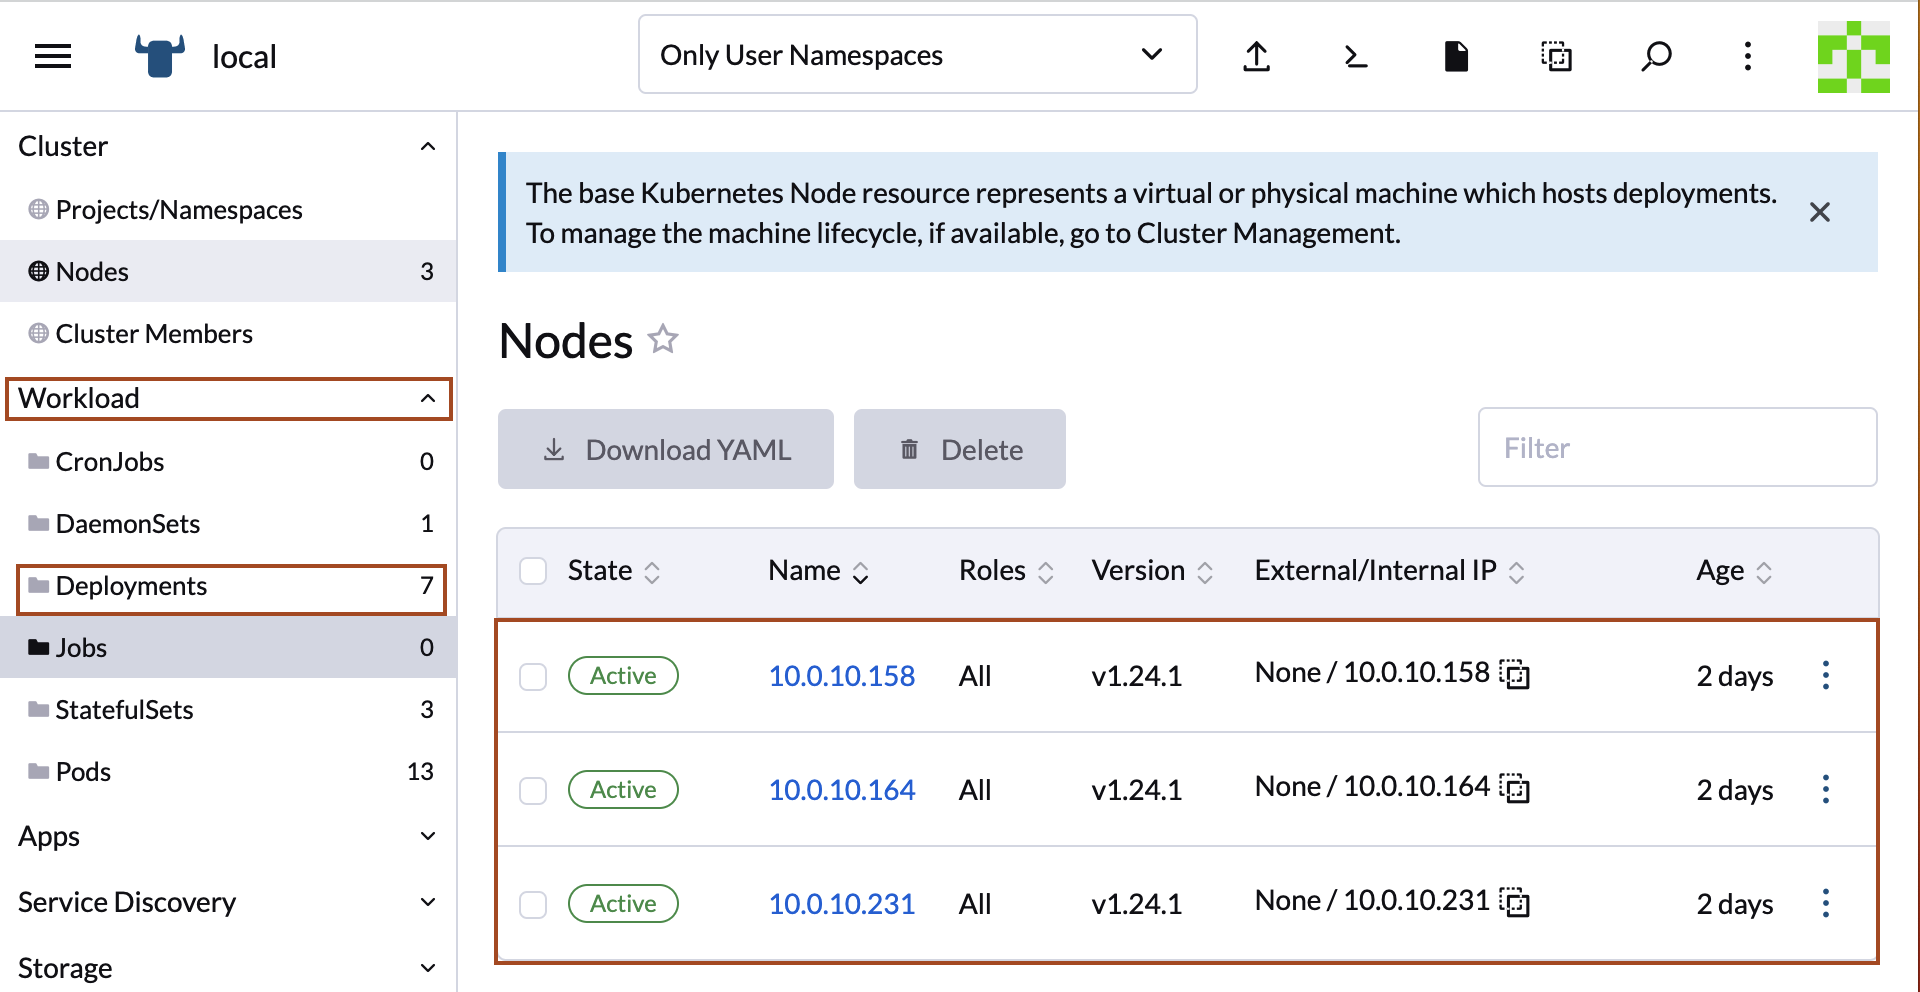 local
Only User Namespaces
Cluster
Projects/Namespaces
Nodes 3
Cluster Members
Workload
CronJobs 0
DaemonSets 1
Deployments 7
Jobs 0
StatefulSets 3
Pods 13
Apps
Service Discovery
Storage
The base Kubernetes Node resource represents a virtual or physical machine which hosts deployments.
To manage the machine lifecycle, if available, go to Cluster Management.
Nodes
Download YAML Delete Filter
State Name Roles Version External/Internal IP Age
Active 10.0.10.158 All v1.24.1 None / 10.0.10.158 2 days
Active 10.0.10.164 All v1.24.1 None / 10.0.10.164 2 days
Active 10.0.10.231 All v1.24.1 None / 10.0.10.231 2 days